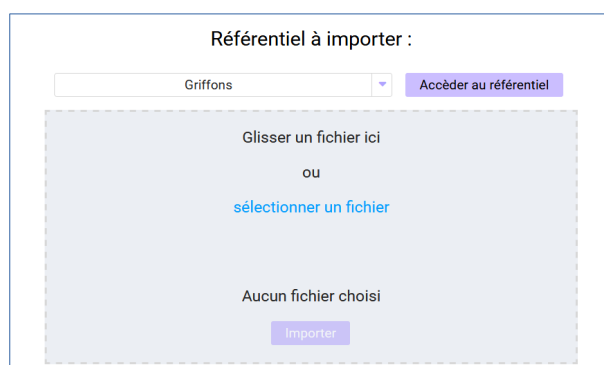 Référentiel à importer :
Griffons
Accèder au référentiel
Glisser un fichier ici
ou
sélectionner un fichier
Aucun fichier choisi
Importer